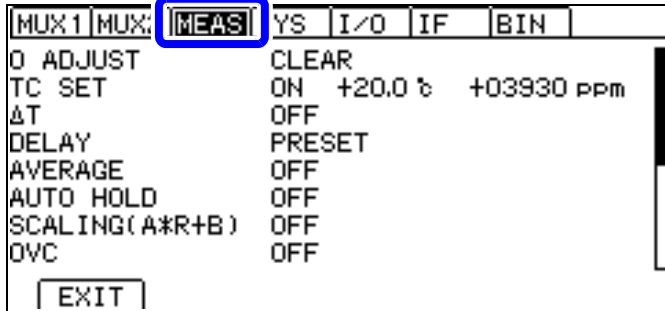 MUX1 MUX2 MEAS YS I/O IF BIN
0 ADJUST CLEAR
TC SET ON +20.0 ℃ +03930 ppm
ΔT OFF
DELAY PRESET
AVERAGE OFF
AUTO HOLD OFF
SCALING(A*R+B) OFF
OVC OFF
EXIT